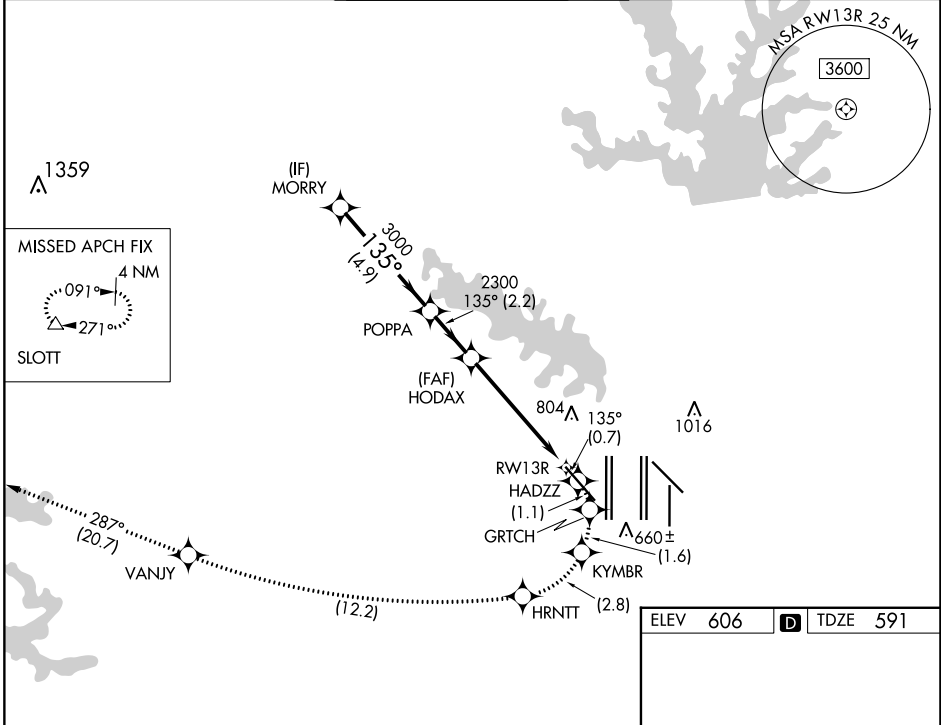 MSA RW13R 25 NM
3600
1359
(IF)
MORRY
3000
135°
(4.9)
MISSED APCH FIX
4 NM
091°
271°
SLOTT
2300
135° (2.2)
POPPA
(FAF)
HODAX
804
135°
(0.7)
1016
RW13R
HADZZ
(1.1)
GRTCH
660 ±
(1.6)
KYMBR
287°
(20.7)
VANJY
(12.2)
HRNTT
(2.8)
ELEV 606 D TDZE 591